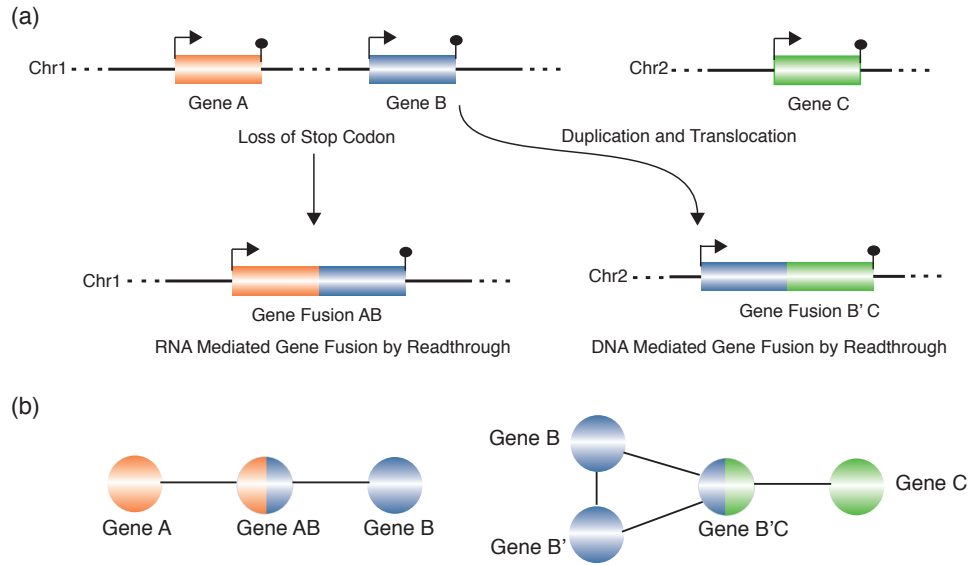 (a)
Chr1
Gene A
Gene B
Chr2
Gene C
Loss of Stop Codon
Duplication and Translocation
Chr1
Gene Fusion AB
RNA Mediated Gene Fusion by Readthrough
Chr2
Gene Fusion B' C
DNA Mediated Gene Fusion by Readthrough
(b)
Gene A
Gene AB
Gene B
Gene B
Gene B'
Gene B'C
Gene C